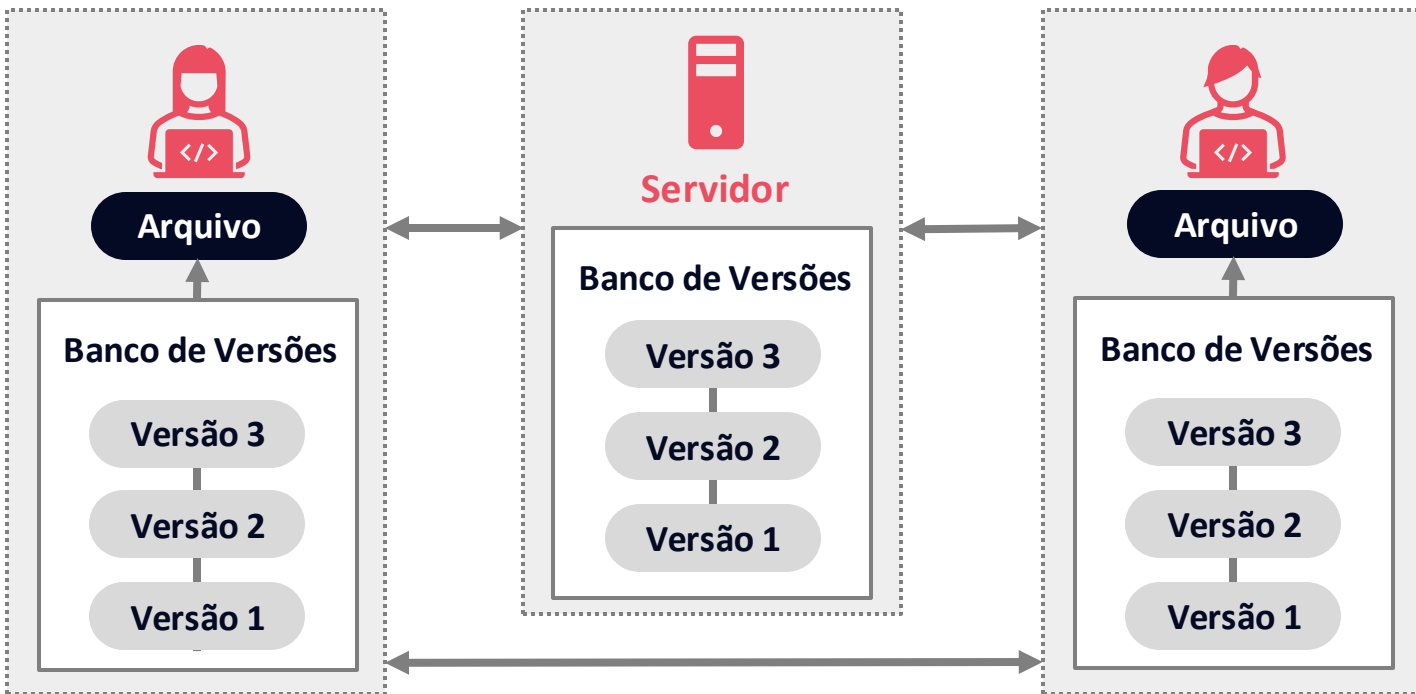 </>
Arquivo
Banco de Versões
Versão 3
Versão 2
Versão 1
Servidor
Banco de Versões
Versão 3
Versão 2
Versão 1
</>
Arquivo
Banco de Versões
Versão 3
Versão 2
Versão 1